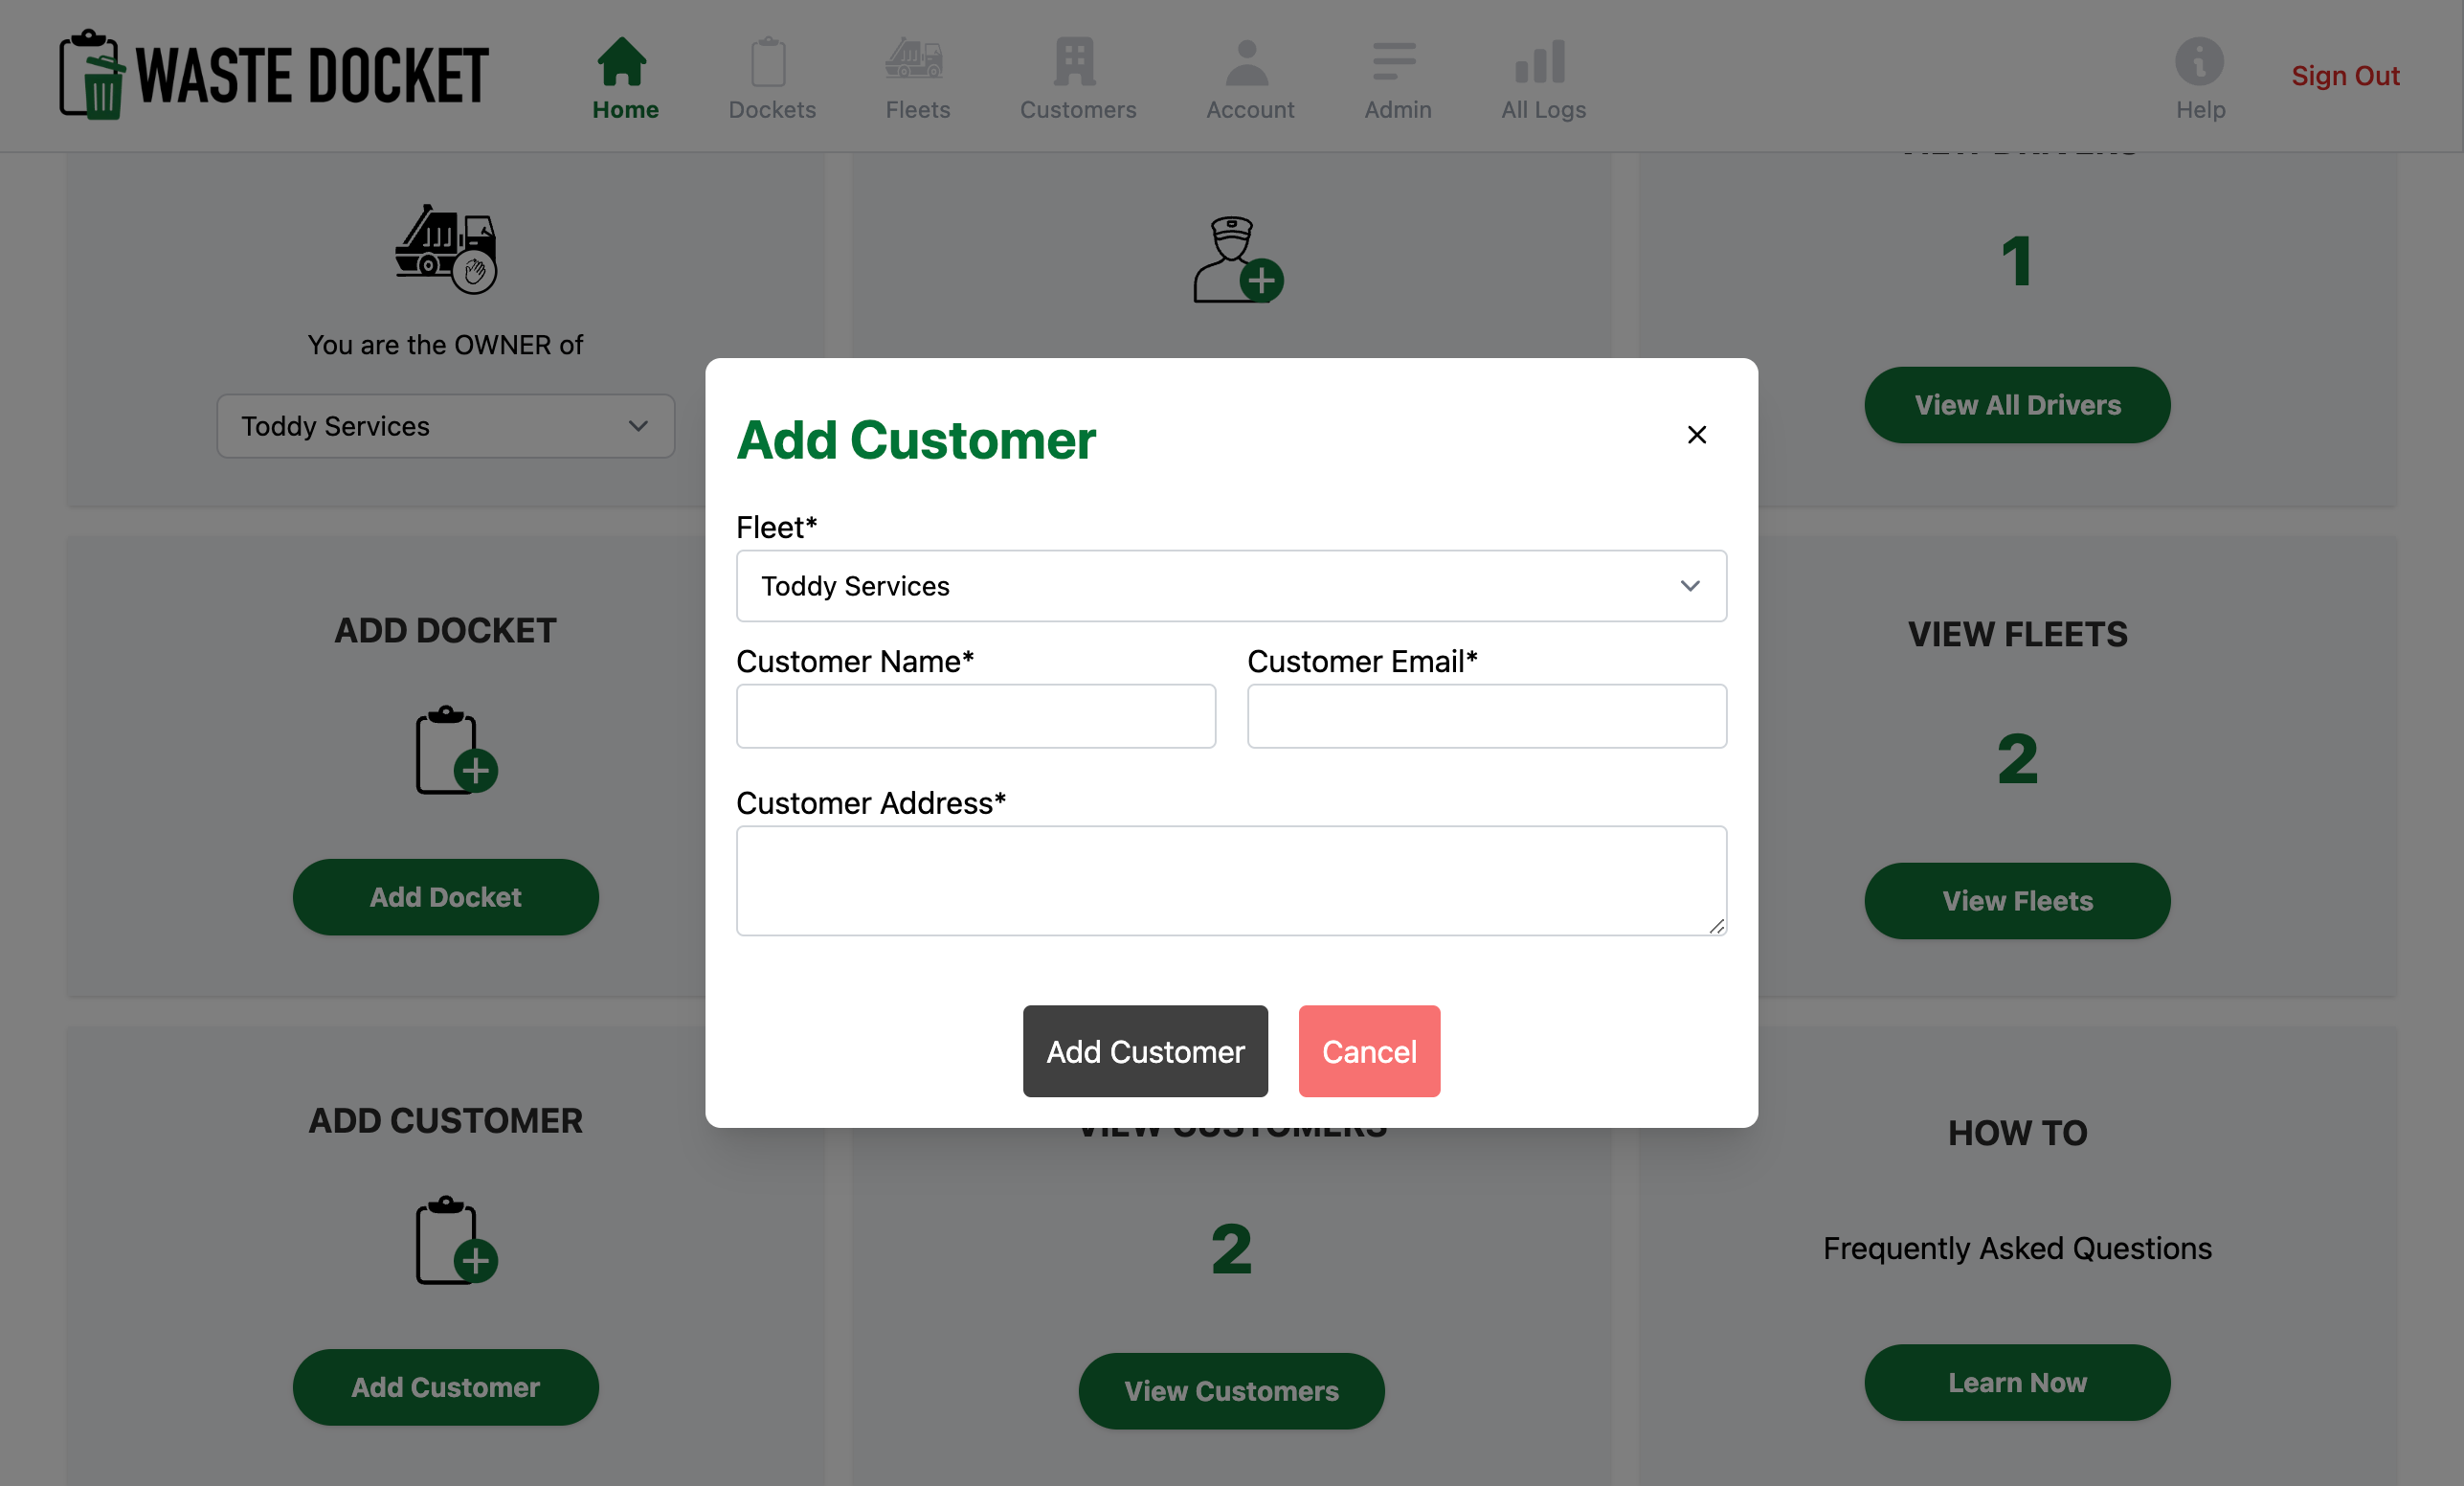 WASTE DOCKET
Home
Dockets
Fleets
Customers
Account
Admin
All Logs
Help
Sign Out
You are the OWNER of
Toddy Services
1
View All Drivers
Add Customer
Fleet*
Toddy Services
Customer Name*
Customer Email*
Customer Address*
Add Customer
Cancel
ADD DOCKET
Add Docket
VIEW FLEETS
2
View Fleets
ADD CUSTOMER
Add Customer
VIEW CUSTOMERS
2
View Customers
HOW TO
Frequently Asked Questions
Learn Now